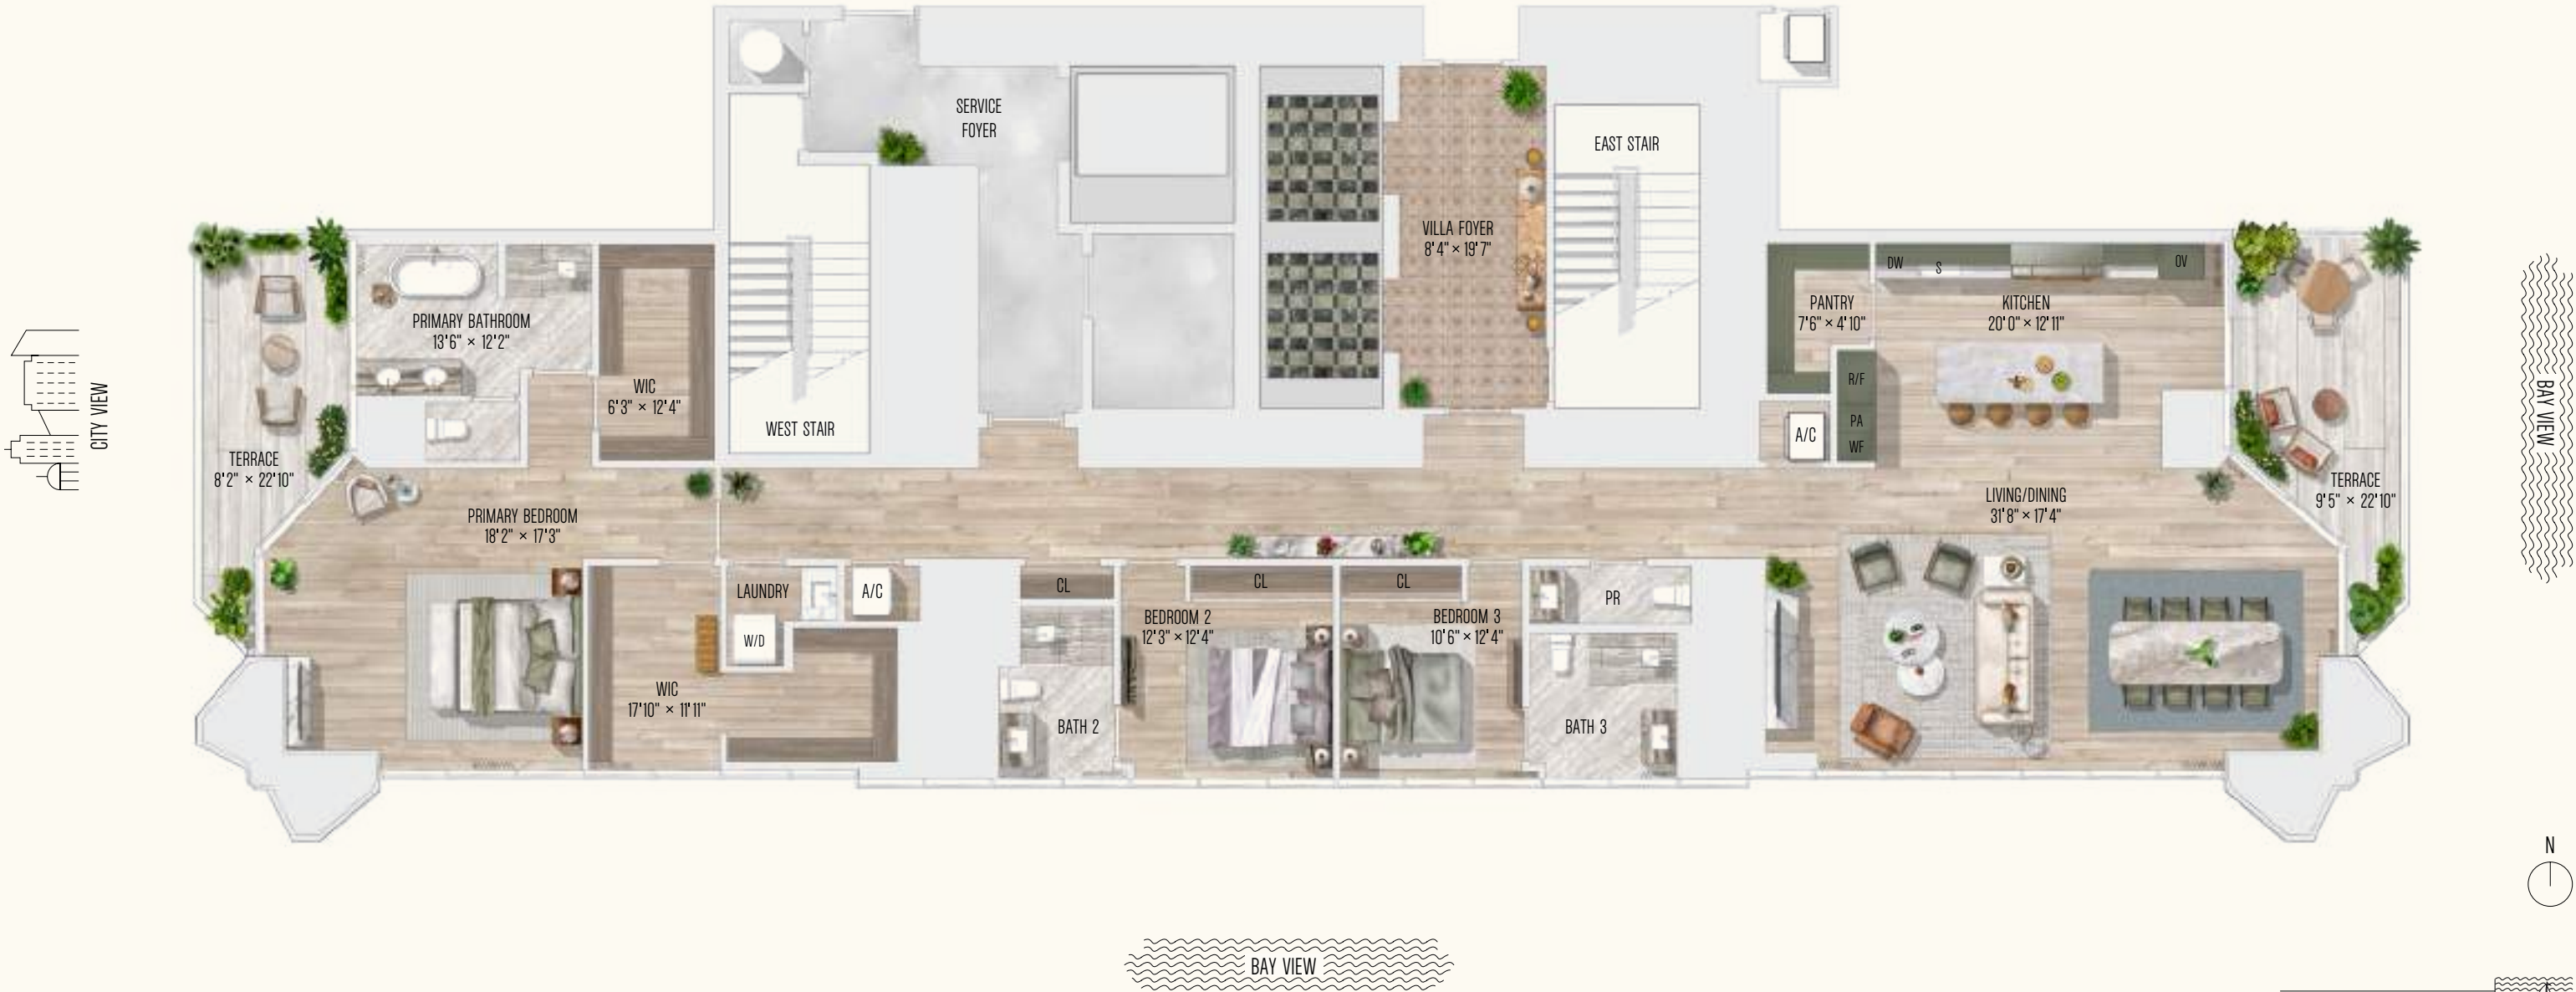 SERVICE
FOYER
EAST STAIR
VILLA FOYER
8'4" × 19'7"
DW
S
OV
PANTRY
7'6" × 4'10"
KITCHEN
20'0" × 12'11"
PRIMARY BATHROOM
13'6" × 12'2"
WIC
6'3" × 12'4"
WEST STAIR
R/F
PA
WF
A/C
CITY VIEW
BAY VIEW
TERRACE
8'2" × 22'10"
TERRACE
9'5" × 22'10"
PRIMARY BEDROOM
18'2" × 17'3"
LIVING/DINING
31'8" × 17'4"
LAUNDRY
A/C
CL
CL
CL
W/D
BEDROOM 2
12'3" × 12'4"
BEDROOM 3
10'6" × 12'4"
PR
WIC
17'10" × 11'11"
BATH 2
BATH 3
N
BAY VIEW